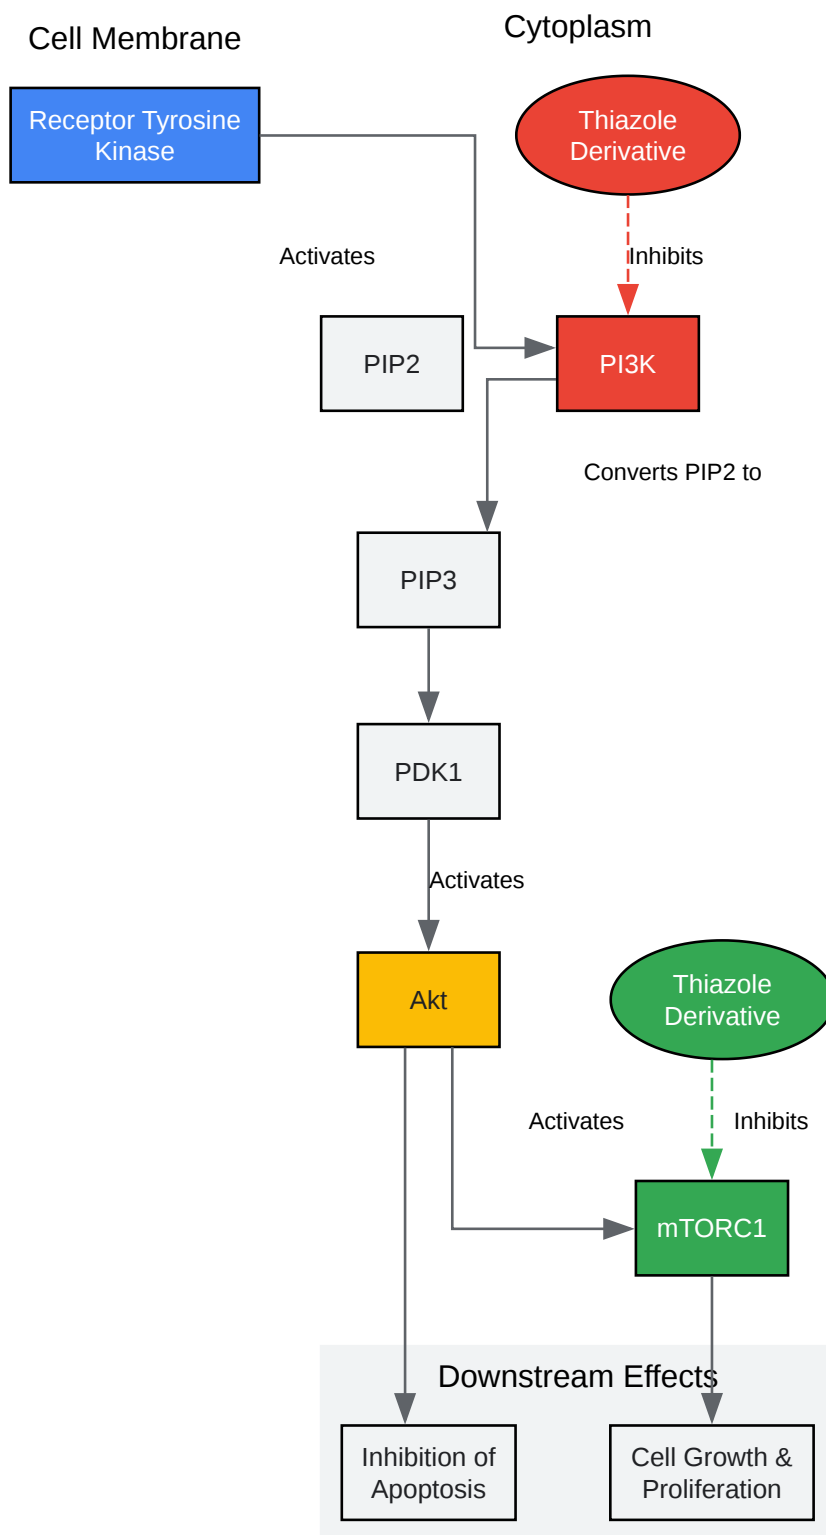 Cell Membrane
Cytoplasm
Receptor Tyrosine
Kinase
Thiazole
Derivative
Activates
Inhibits
PIP2
PI3K
Converts PIP2 to
PIP3
PDK1
Activates
Akt
Thiazole
Derivative
Activates
Inhibits
mTORC1
Downstream Effects
Inhibition of
Apoptosis
Cell Growth &
Proliferation